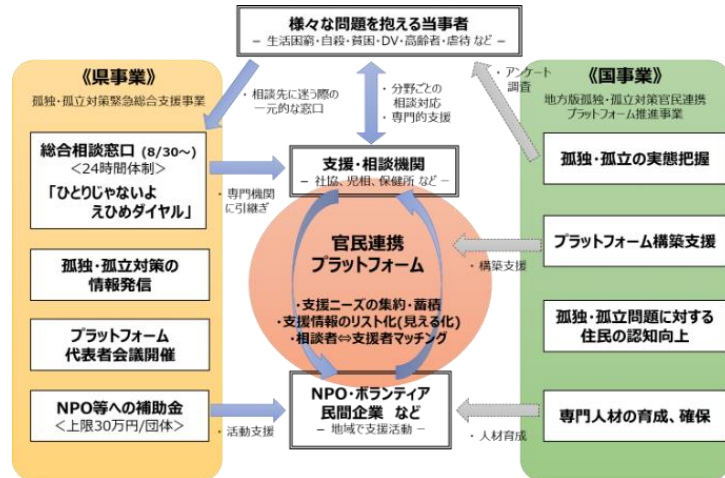 様々な問題を抱える当事者
－ 生活困窮・自殺・貧困・DV・高齢者・虐待 など －
《県事業》
孤独・孤立対策緊急総合支援事業
総合相談窓口 (8/30～)
＜24時間体制＞
「ひとりじゃないよ
えひめダイヤル」
孤独・孤立対策の
情報発信
プラットフォーム
代表者会議開催
NPO等への補助金
＜上限30万円/団体＞
・相談先に迷う際の
一元的な窓口
・分野ごとの
相談対応
・専門的支援
・アンケート
調査
・専門機関
に引継ぎ
支援・相談機関
－ 社協、児相、保健所 など－
官民連携
プラットフォーム
・支援ニーズの集約・蓄積
・支援情報のリスト化(見える化)
・相談者⇔支援者マッチング
・構築支援
NPO・ボランティア
民間企業 など
－ 地域で支援活動 －
・活動支援
・人材育成
《国事業》
地方版孤独・孤立対策官民連携
プラットフォーム推進事業
孤独・孤立の実態把握
プラットフォーム構築支援
孤独・孤立問題に対する
住民の認知向上
専門人材の育成、確保